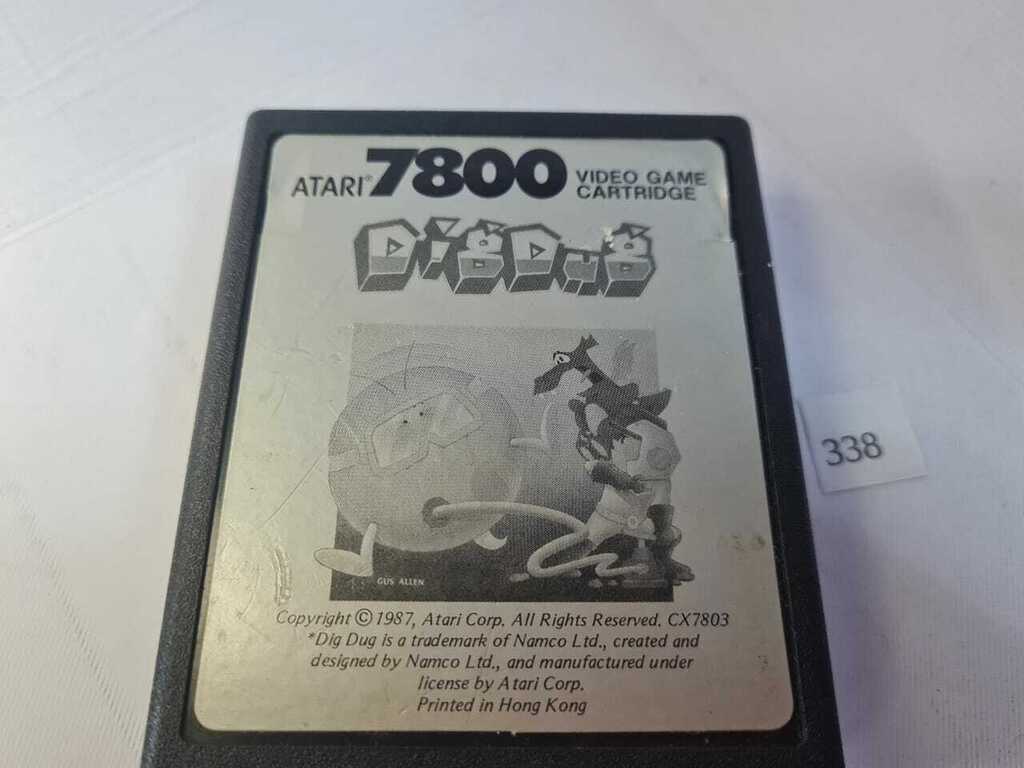 ATARI® 7800 VIDEO GAME
CARTRIDGE
DigDug
338
GUS ALLEN
Copyright © 1987, Atari Corp. All Rights Reserved. CX7803
*Dig Dug is a trademark of Namco Ltd., created and
designed by Namco Ltd., and manufactured under
license by Atari Corp.
Printed in Hong Kong